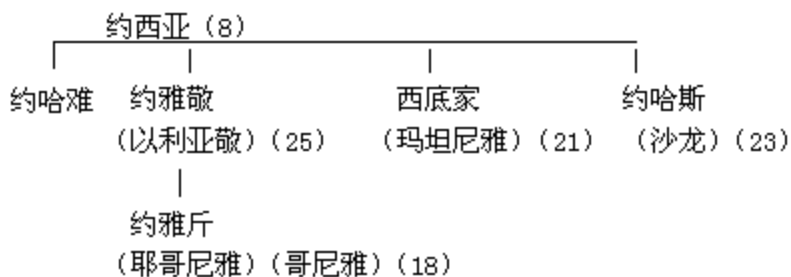 约西亚（8）
约哈难 约雅敬 西底家 约哈斯
（以利亚敬）（25） （玛坦尼雅）（21） （沙龙）（23）
约雅斤
（耶哥尼雅）（哥尼雅）（18）